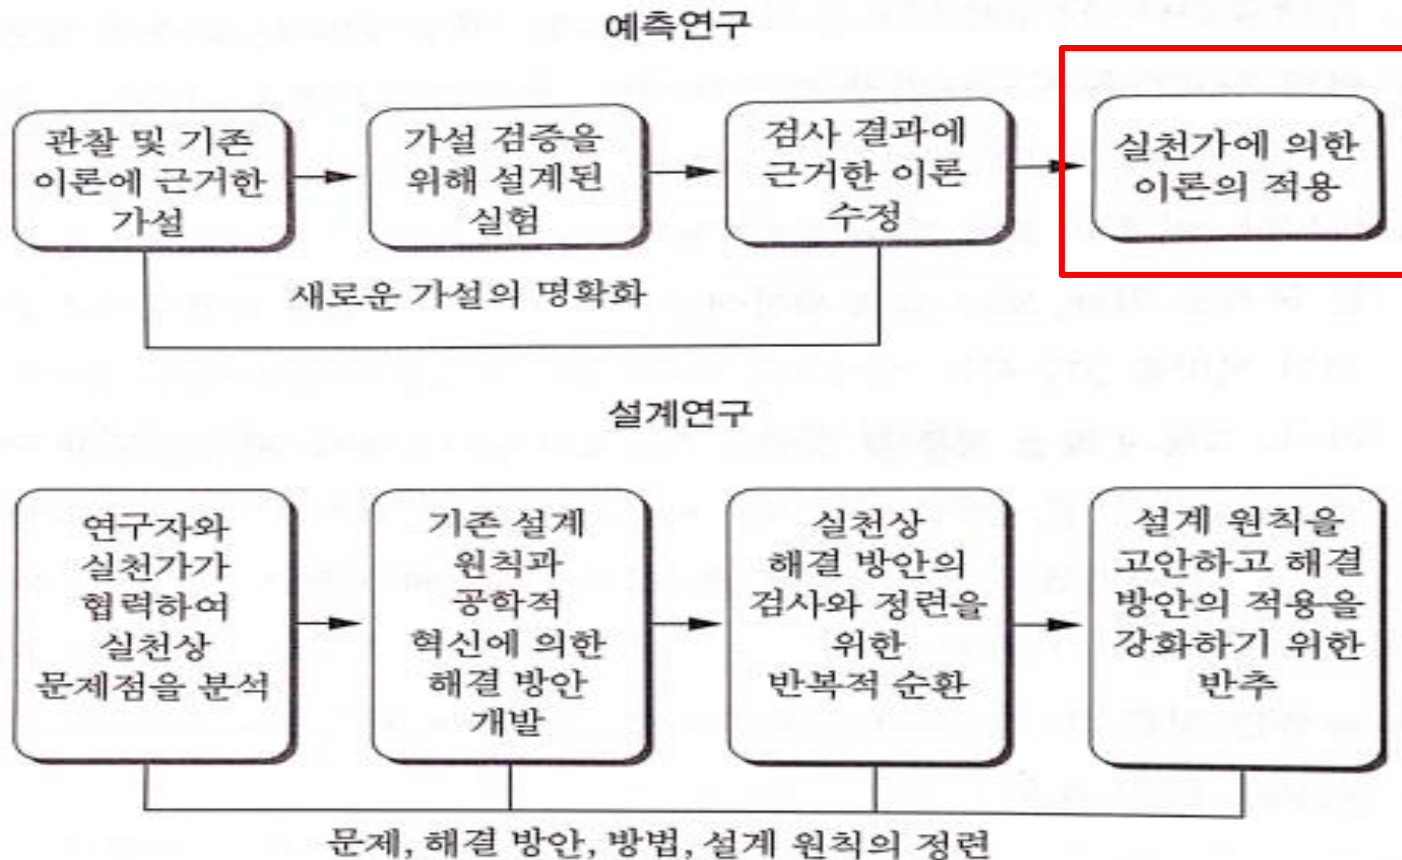 예측연구
관찰 및 기존
이론에 근거한
가설
가설 검증을
위해 설계된
실험
검사 결과에
근거한 이론
수정
실천가에 의한
이론의 적용
새로운 가설의 명확화
설계연구
연구자와
실천가가
협력하여
실천상
문제점을 분석
기존 설계
원칙과
공학적
혁신에 의한
해결 방안
개발
실천상
해결 방안의
검사와 정련을
위한
반복적 순환
설계 원칙을
고안하고 해결
방안의 적용을
강화하기 위한
반추
문제, 해결 방안, 방법, 설계 원칙의 정련